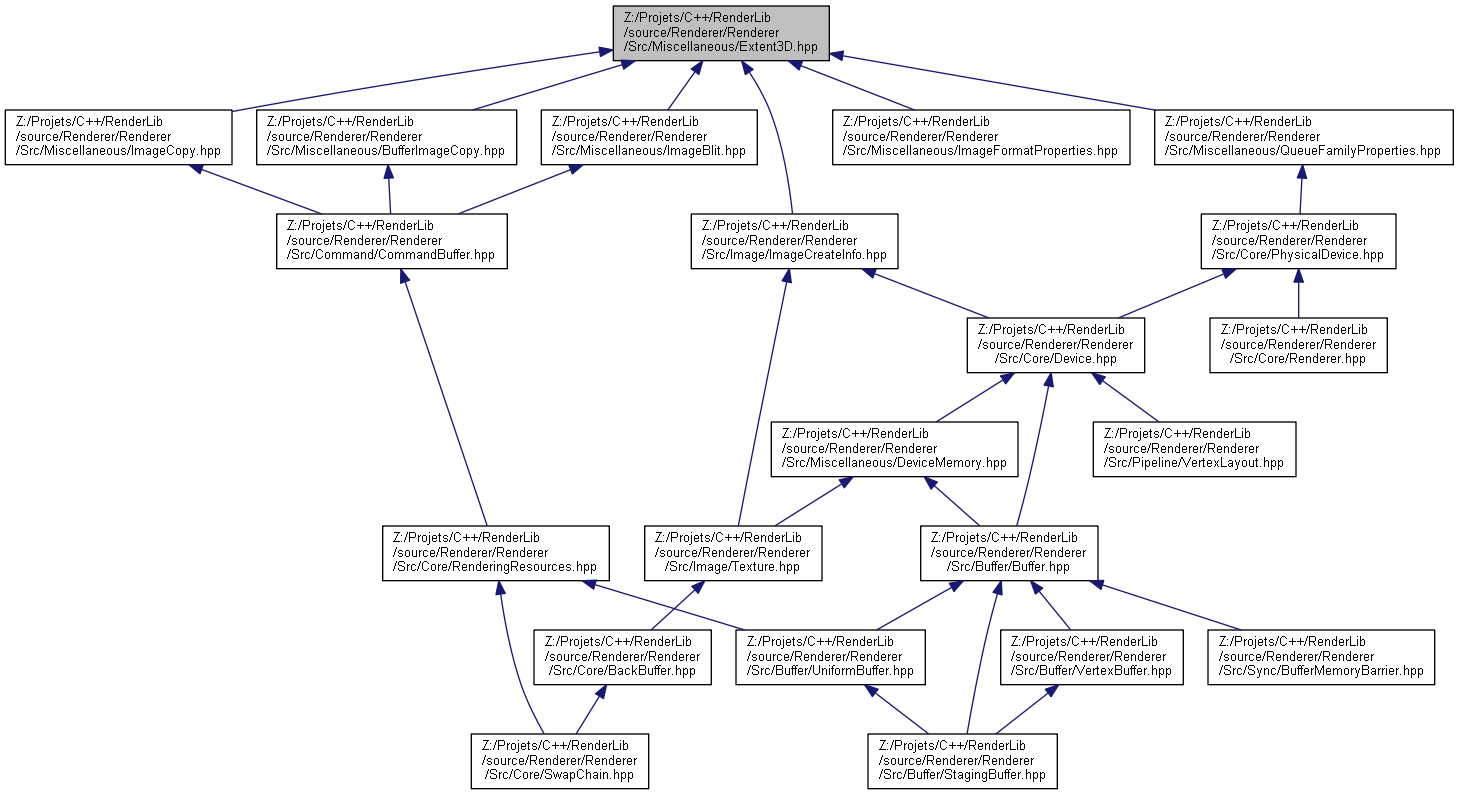 Z:/Projets/C++/RenderLib
/source/Renderer/Renderer
/Src/Miscellaneous/Extent3D.hpp
Z:/Projets/C++/RenderLib
/source/Renderer/Renderer
/Src/Miscellaneous/ImageCopy.hpp
Z:/Projets/C++/RenderLib
/source/Renderer/Renderer
/Src/Miscellaneous/BufferImageCopy.hpp
Z:/Projets/C++/RenderLib
/source/Renderer/Renderer
/Src/Miscellaneous/ImageBlit.hpp
Z:/Projets/C++/RenderLib
/source/Renderer/Renderer
/Src/Miscellaneous/ImageFormatProperties.hpp
Z:/Projets/C++/RenderLib
/source/Renderer/Renderer
/Src/Miscellaneous/QueueFamilyProperties.hpp
Z:/Projets/C++/RenderLib
/source/Renderer/Renderer
/Src/Command/CommandBuffer.hpp
Z:/Projets/C++/RenderLib
/source/Renderer/Renderer
/Src/Image/ImageCreateInfo.hpp
Z:/Projets/C++/RenderLib
/source/Renderer/Renderer
/Src/Core/PhysicalDevice.hpp
Z:/Projets/C++/RenderLib
/source/Renderer/Renderer
/Src/Core/Device.hpp
Z:/Projets/C++/RenderLib
/source/Renderer/Renderer
/Src/Core/Renderer.hpp
Z:/Projets/C++/RenderLib
/source/Renderer/Renderer
/Src/Miscellaneous/DeviceMemory.hpp
Z:/Projets/C++/RenderLib
/source/Renderer/Renderer
/Src/Pipeline/VertexLayout.hpp
Z:/Projets/C++/RenderLib
/source/Renderer/Renderer
/Src/Core/RenderingResources.hpp
Z:/Projets/C++/RenderLib
/source/Renderer/Renderer
/Src/Image/Texture.hpp
Z:/Projets/C++/RenderLib
/source/Renderer/Renderer
/Src/Buffer/Buffer.hpp
Z:/Projets/C++/RenderLib
/source/Renderer/Renderer
/Src/Core/BackBuffer.hpp
Z:/Projets/C++/RenderLib
/source/Renderer/Renderer
/Src/Buffer/UniformBuffer.hpp
Z:/Projets/C++/RenderLib
/source/Renderer/Renderer
/Src/Buffer/VertexBuffer.hpp
Z:/Projets/C++/RenderLib
/source/Renderer/Renderer
/Src/Sync/BufferMemoryBarrier.hpp
Z:/Projets/C++/RenderLib
/source/Renderer/Renderer
/Src/Core/SwapChain.hpp
Z:/Projets/C++/RenderLib
/source/Renderer/Renderer
/Src/Buffer/StagingBuffer.hpp